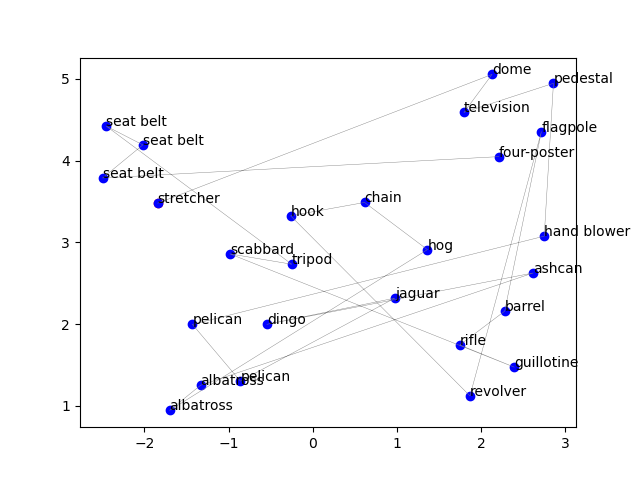 dome
pedestal
5
television
seat belt
flagpole
seat belt
four-poster
4
seat belt
stretcher
chain
hook
hand blower
hog
scabbard
3
tripod
ashcan
jaguar
barrel
pelican
dingo
2
rifle
guillotine
pelican
albatross
revolver
albatross
1
−2
−1
0
1
2
3